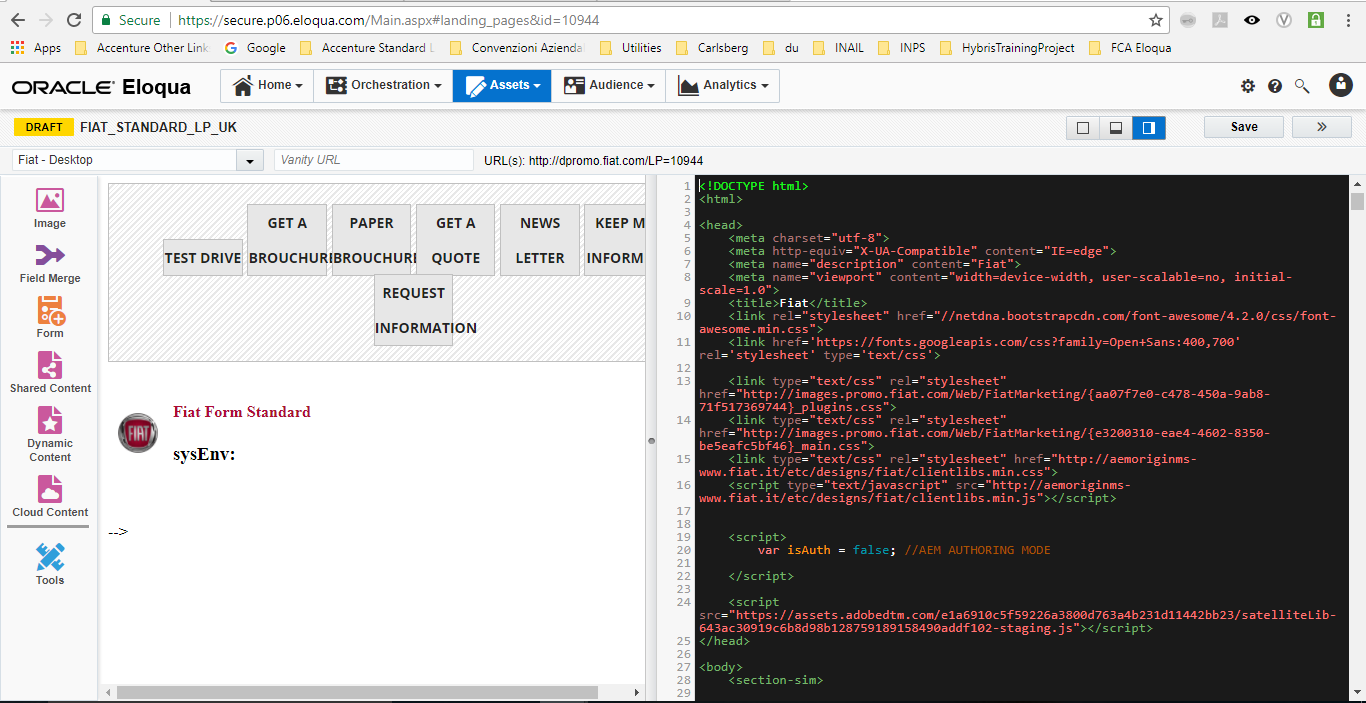 Secure https://secure.p06.eloqua.com/Main.aspx#landing_pages&id=10944
Apps Accenture Other Link Google Accenture Standard L Convenzioni Azienda Utilities Carlsberg du INAIL INPS HybrisTrainingProject FCA Eloqua
ORACLE Eloqua Home Orchestration Assets Audience Analytics
DRAFT FIAT_STANDARD_LP_UK Save »
Fiat - Desktop Vanity URL URL(s): http://dpromo.fiat.com/LP=10944
Image
Field Merge
Form
Shared Content
Dynamic
Content
Cloud Content
Tools
GET A PAPER GET A NEWS KEEP M
TEST DRIVE BROUCHURI BROUCHURI QUOTE LETTER INFORM
REQUEST
INFORMATION
FIAT
Fiat Form Standard
sysEnv:
-->
1 <!DOCTYPE html>
2 <html>
3
4 <head>
5 <meta charset="utf-8">
6 <meta http-equiv="X-UA-Compatible" content="IE=edge">
7 <meta name="description" content="Fiat">
8 <meta name="viewport" content="width=device-width, user-scalable=no, initial-
scale=1.0">
9 <title>Fiat</title>
10 <link rel="stylesheet" href="//netdna.bootstrapcdn.com/font-awesome/4.2.0/css/font-
awesome.min.css">
11 <link href='https://fonts.googleapis.com/css?family=Open+Sans:400,700'
rel='stylesheet' type='text/css'>
12
13 <link type="text/css" rel="stylesheet"
href="http://images.promo.fiat.com/Web/FiatMarketing/{aa07f7e0-c478-450a-9ab8-
71f517369744}_plugins.css">
14 <link type="text/css" rel="stylesheet"
href="http://images.promo.fiat.com/Web/FiatMarketing/{e3200310-eae4-4602-8350-
be5eafc5bf46}_main.css">
15 <link type="text/css" rel="stylesheet" href="http://aemoriginms-
www.fiat.it/etc/designs/fiat/clientlibs.min.css">
16 <script type="text/javascript" src="http://aemoriginms-
www.fiat.it/etc/designs/fiat/clientlibs.min.js"></script>
17
18
19 <script>
20 var isAuth = false; //AEM AUTHORING MODE
21
22 </script>
23
24 <script
src="https://assets.adobedtm.com/e1a6910c5f59226a3800d763a4b231d11442bb23/satelliteLib-
643ac30919c6b8d98b128759189158490addf102-staging.js"></script>
25 </head>
26
27 <body>
28 <section-sim>
29